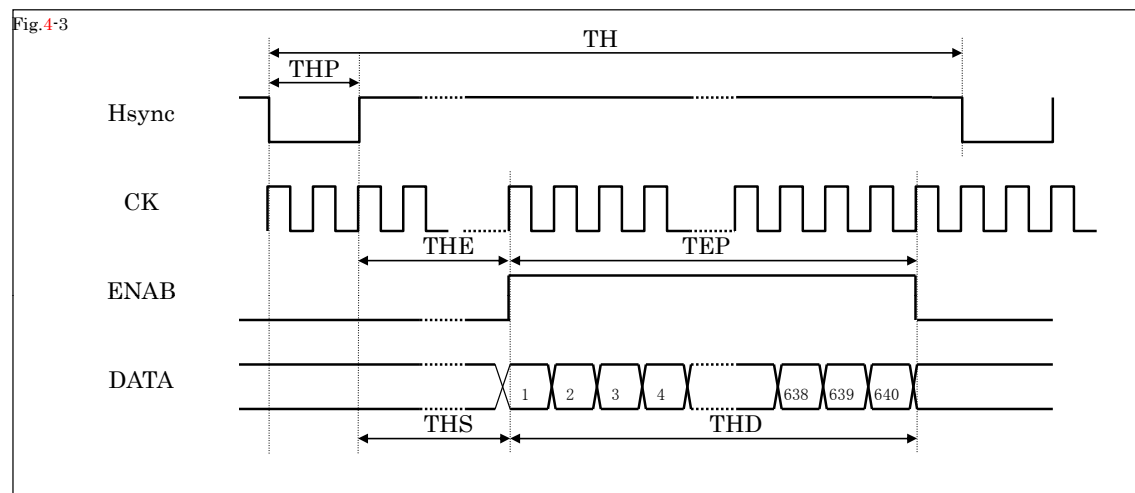 Fig.4-3
TH
THP
Hsync
CK
THE TEP
ENAB
DATA
1 2 3 4 638 639 640
THS THD